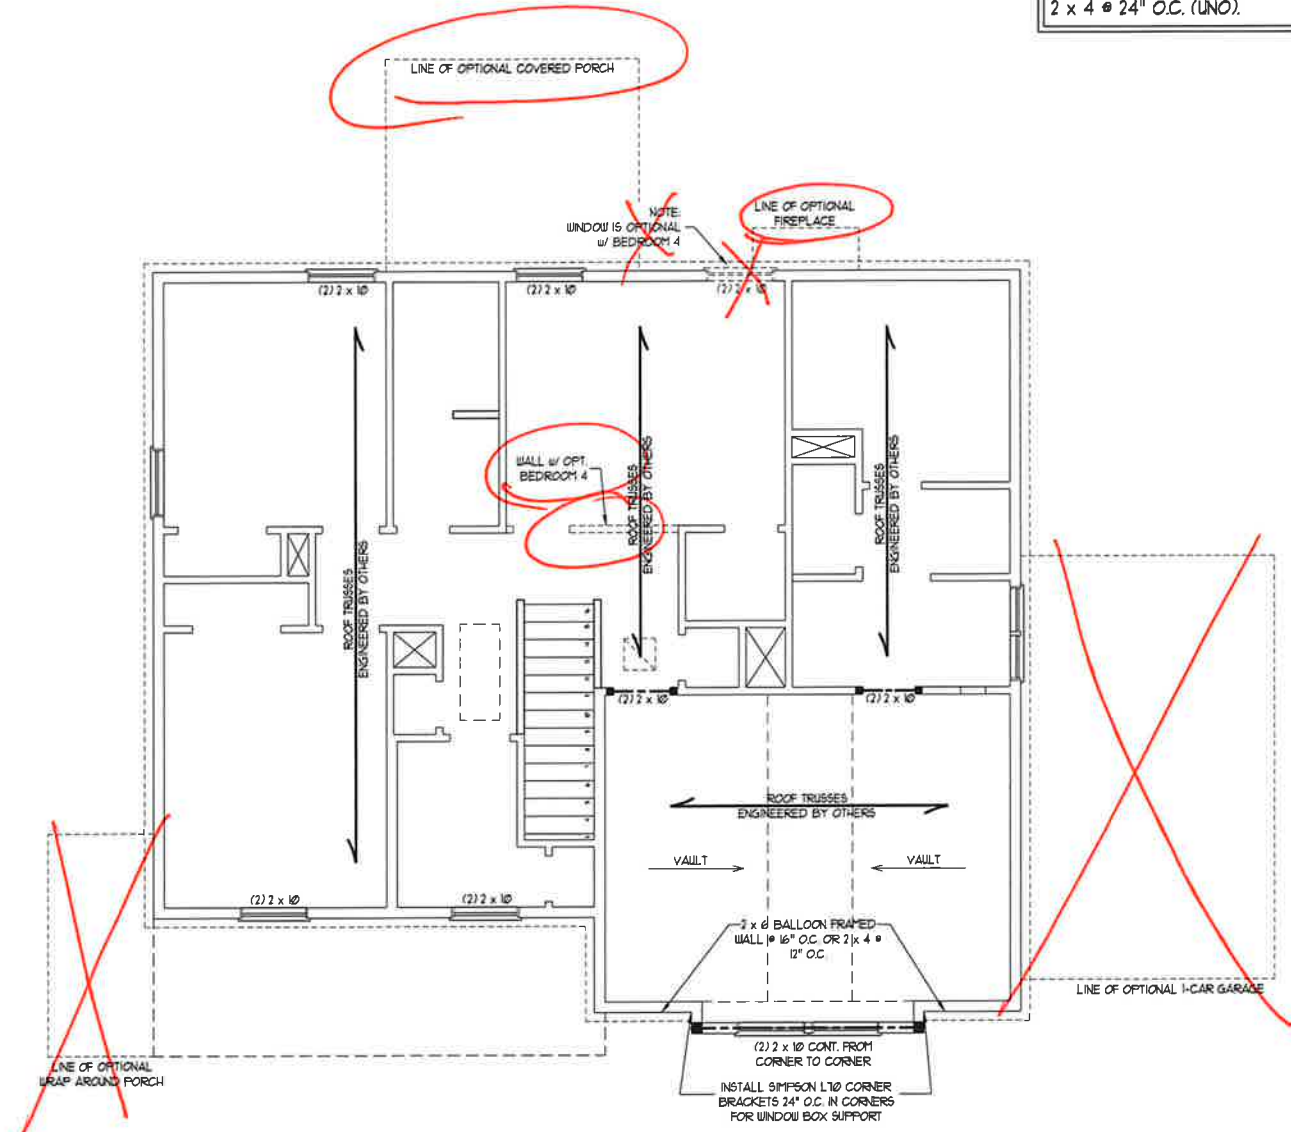 2 x 4 @ 24" O.C. (UNO).
LINE OF OPTIONAL COVERED PORCH
NOTE:
WINDOW IS OPTIONAL
w/ BEDROOM 4
LINE OF OPTIONAL
FIREPLACE
(2) 2 x 10
(2) 2 x 10
(2) 2 x 10
WALL w/ OPT.
BEDROOM 4
ROOF TRUSSES
ENGINEERED BY OTHERS
ROOF TRUSSES
ENGINEERED BY OTHERS
ROOF TRUSSES
ENGINEERED BY OTHERS
(2) 2 x 10
(2) 2 x 10
ROOF TRUSSES
ENGINEERED BY OTHERS
VAULT
VAULT
(2) 2 x 10
(2) 2 x 10
2 x 6 BALLOON FRAMED
WALL @ 16" O.C. OR 2 x 4 @
12" O.C.
LINE OF OPTIONAL 1-CAR GARAGE
(2) 2 x 10 CONT. FROM
CORNER TO CORNER
LINE OF OPTIONAL
WRAP AROUND PORCH
INSTALL SIMPSON L70 CORNER
BRACKETS 24" O.C. IN CORNERS
FOR WINDOW BOX SUPPORT